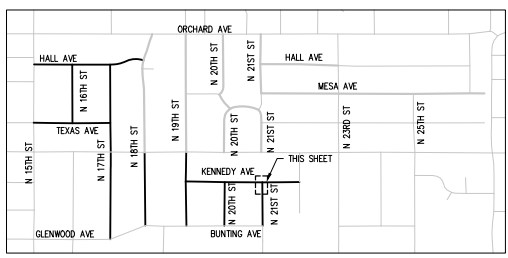 ORCHARD AVE
HALL AVE
HALL AVE
N 20TH ST
N 21ST ST
N 16TH ST
MESA AVE
TEXAS AVE
N 15TH ST
N 17TH ST
N 18TH ST
N 19TH ST
N 20TH ST
N 21ST ST
N 23RD ST
N 25TH ST
THIS SHEET
KENNEDY AVE
N 20TH ST
N 21ST ST
GLENWOOD AVE
BUNTING AVE